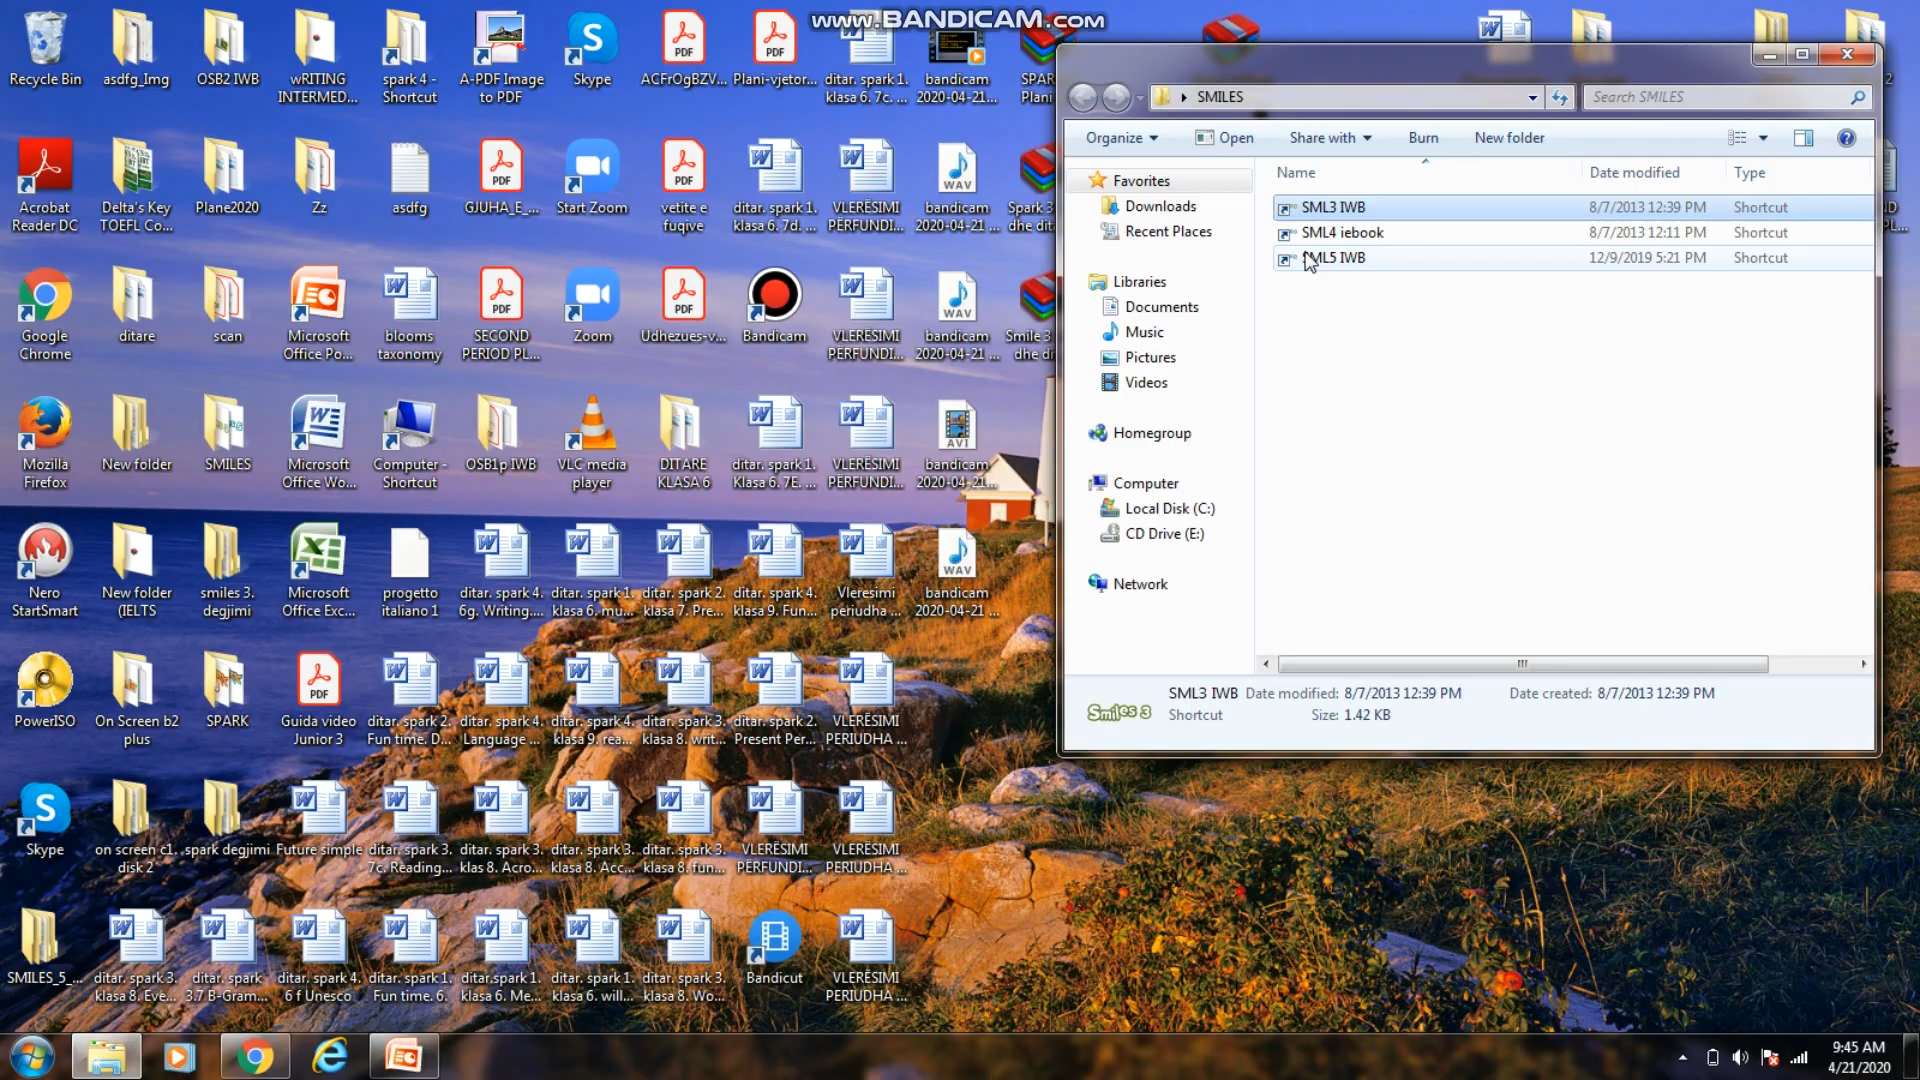 www.BANDICAM.com
Recycle Bin
asdfg_Img
OSB2 IWB
wRITING
INTERMED...
spark 4 -
Shortcut
A-PDF Image
to PDF
Skype
ACFrOgBZV...
Plani-vjetor...
ditar. spark 1.
klasa 6. 7c. ...
bandicam
2020-04-21...
SPAR
Plani
Acrobat
Reader DC
Delta's Key
TOEFL Co...
Plane2020
Zz
asdfg
GJUHA_E_...
Start Zoom
vetite e
fuqive
ditar. spark 1.
klasa 6. 7d. ...
VLERËSIMI
PERFUNDI...
bandicam
2020-04-21 ...
Spark 3
dhe dit
Google
Chrome
ditare
scan
Microsoft
Office Po...
blooms
taxonomy
SECOND
PERIOD PL...
Zoom
Udhezues-v...
Bandicam
VLERËSIMI
PERFUNDI...
bandicam
2020-04-21 ...
Smile 3
dhe di
Mozilla
Firefox
New folder
SMILES
Microsoft
Office Wo...
Computer -
Shortcut
OSB1p IWB
VLC media
player
DITARE
KLASA 6
ditar. spark 1.
Klasa 6. 7E. ...
VLERËSIMI
PËRFUNDI...
bandicam
2020-04-21...
Nero
StartSmart
New folder
(IELTS
smiles 3.
degjimi
Microsoft
Office Exc...
progetto
italiano 1
ditar. spark 4.
6g. Writing....
ditar. spark 1.
klasa 6. mu...
ditar. spark 2.
klasa 7. Pre...
ditar. spark 4.
klasa 9. Fun...
Vleresimi
periudha ...
bandicam
2020-04-21 ...
PowerISO
On Screen b2
plus
SPARK
Guida video
Junior 3
ditar. spark 2.
Fun time. D...
ditar. spark 4.
Language ...
ditar. spark 4.
klasa 9. rea...
ditar. spark 3.
klasa 8. writ...
ditar. spark 2.
Present Per...
VLERËSIMI
PERIUDHA ...
Skype
on screen c1.
disk 2
spark degjimi
Future simple
ditar. spark 3.
7c. Reading...
ditar. spark 3.
klas 8. Acro...
ditar. spark 3.
klasa 8. Acc...
ditar. spark 3.
klasa 8. fun...
VLERËSIMI
PËRFUNDI...
VLERËSIMI
PERIUDHA ...
SMILES_5_...
ditar. spark 3.
klasa 8. Eve...
ditar. spark
3.7 B-Gram...
ditar. spark 4.
6 f Unesco
ditar. spark 1.
Fun time. 6.
ditar.spark 1.
klasa 6. Me...
ditar. spark 1.
klasa 6. will...
ditar. spark 3.
klasa 8. Wo...
Bandicut
VLERËSIMI
PERIUDHA ...
SMILES
Search SMILES
Organize
Open
Share with
Burn
New folder
Name
Date modified
Type
Favorites
Downloads
Recent Places
Libraries
Documents
Music
Pictures
Videos
Homegroup
Computer
Local Disk (C:)
CD Drive (E:)
Network
SML3 IWB 8/7/2013 12:39 PM Shortcut
SML4 iebook 8/7/2013 12:11 PM Shortcut
SML5 IWB 12/9/2019 5:21 PM Shortcut
Smiles 3
SML3 IWB Date modified: 8/7/2013 12:39 PM Date created: 8/7/2013 12:39 PM
Shortcut Size: 1.42 KB
9:45 AM
4/21/2020